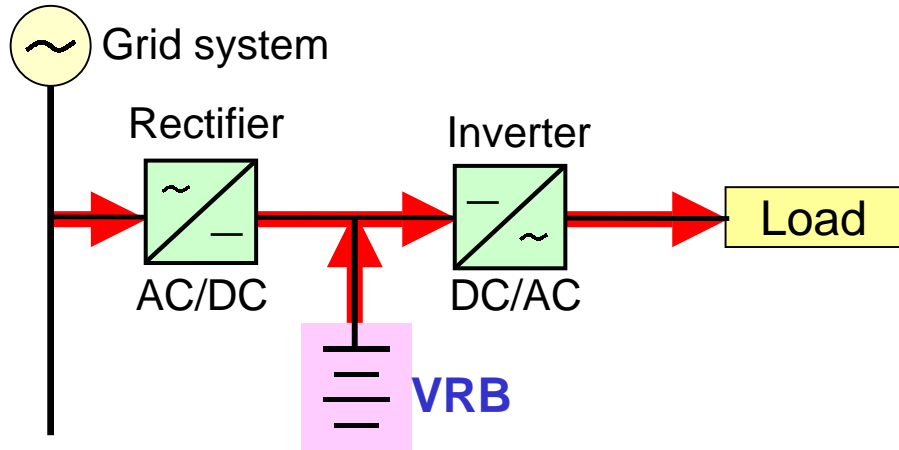 Grid system
Rectifier
Inverter
Load
AC/DC
DC/AC
VRB